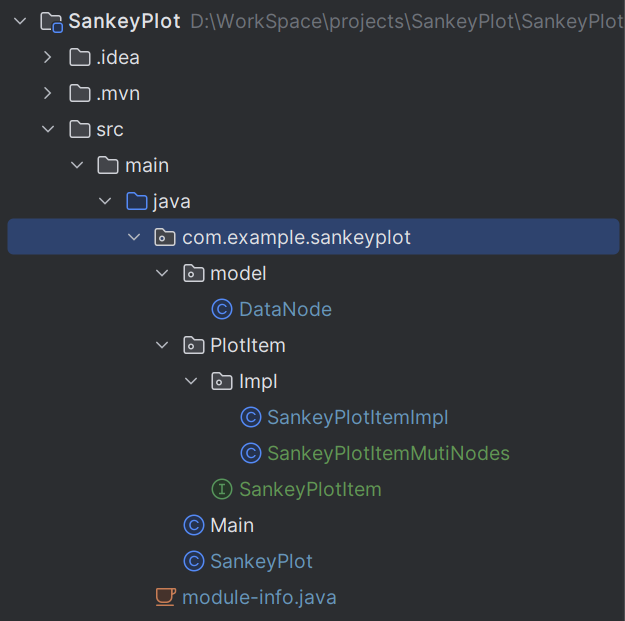 SankeyPlot D:\WorkSpace\projects\SankeyPlot\SankeyPlot
.idea
.mvn
src
main
java
com.example.sankeyplot
model
C DataNode
PlotItem
Impl
C SankeyPlotItemImpl
C SankeyPlotItemMutiNodes
I SankeyPlotItem
C Main
C SankeyPlot
module-info.java